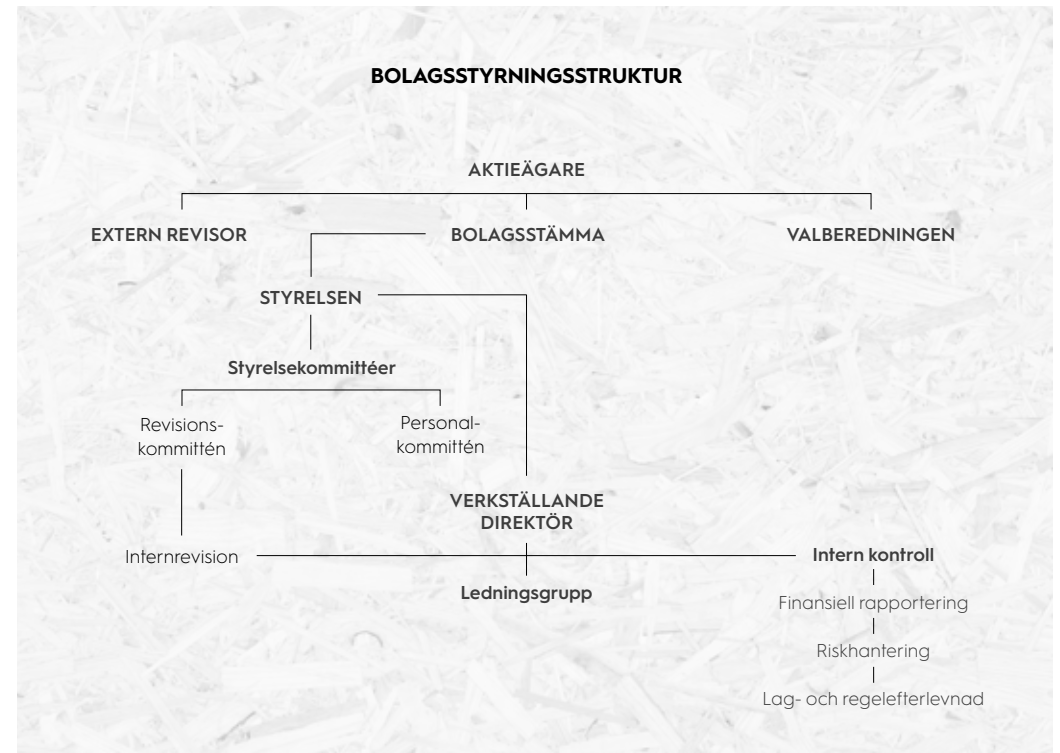 BOLAGSSTYRNINGSSTRUKTUR
AKTIEÄGARE
EXTERN REVISOR
BOLAGSSTÄMMA
VALBEREDNINGEN
STYRELSEN
Styrelsekommittéer
Revisions-
kommittén
Personal-
kommittén
VERKSTÄLLANDE
DIREKTÖR
Internrevision
Intern kontroll
Ledningsgrupp
Finansiell rapportering
Riskhantering
Lag- och regelefterlevnad